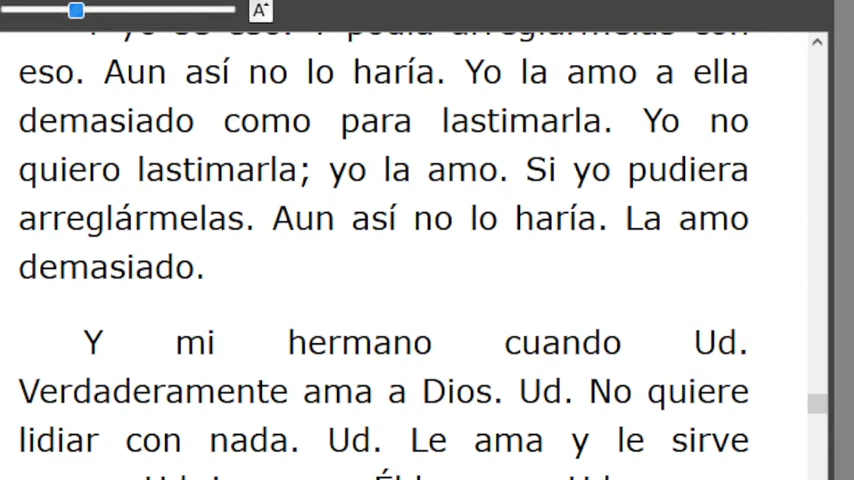 A
eso. Aun así no lo haría. Yo la amo a ella
demasiado como para lastimarla. Yo no
quiero lastimarla; yo la amo. Si yo pudiera
arreglármelas. Aun así no lo haría. La amo
demasiado.
Y mi hermano cuando Ud.
Verdaderamente ama a Dios. Ud. No quiere
lidiar con nada. Ud. Le ama y le sirve